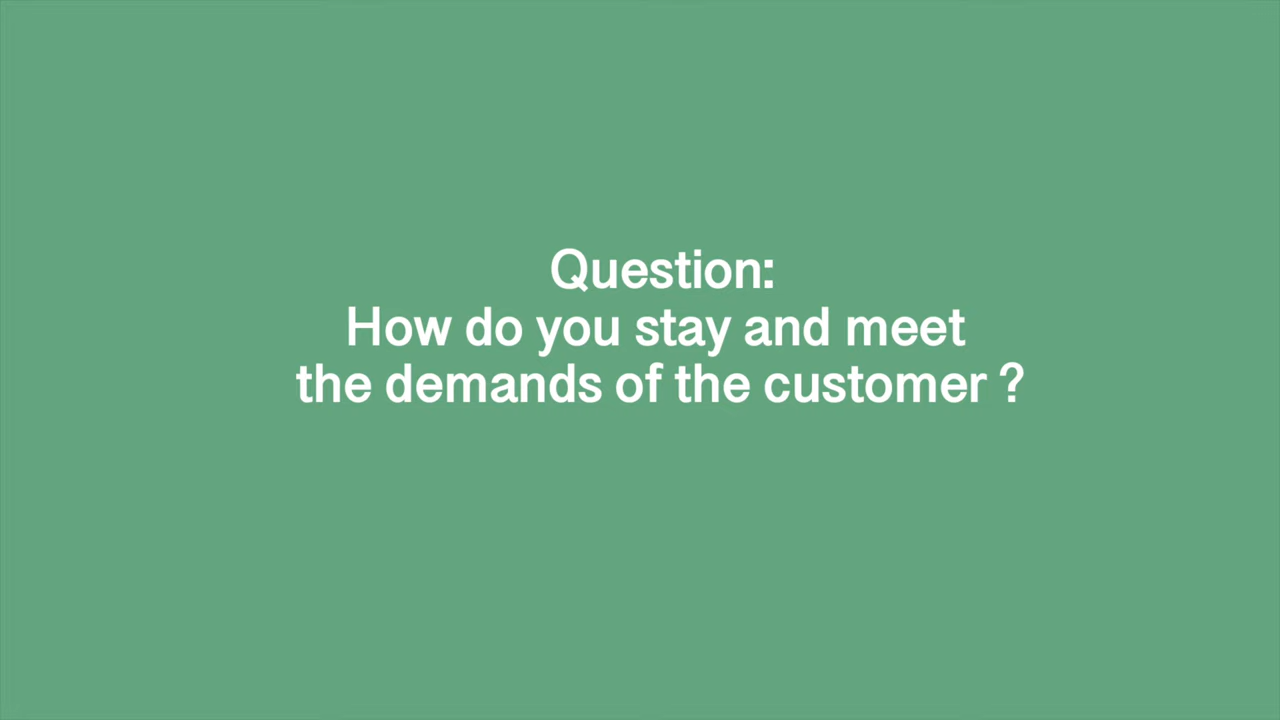 Question:
How do you stay and meet
the demands of the customer ?